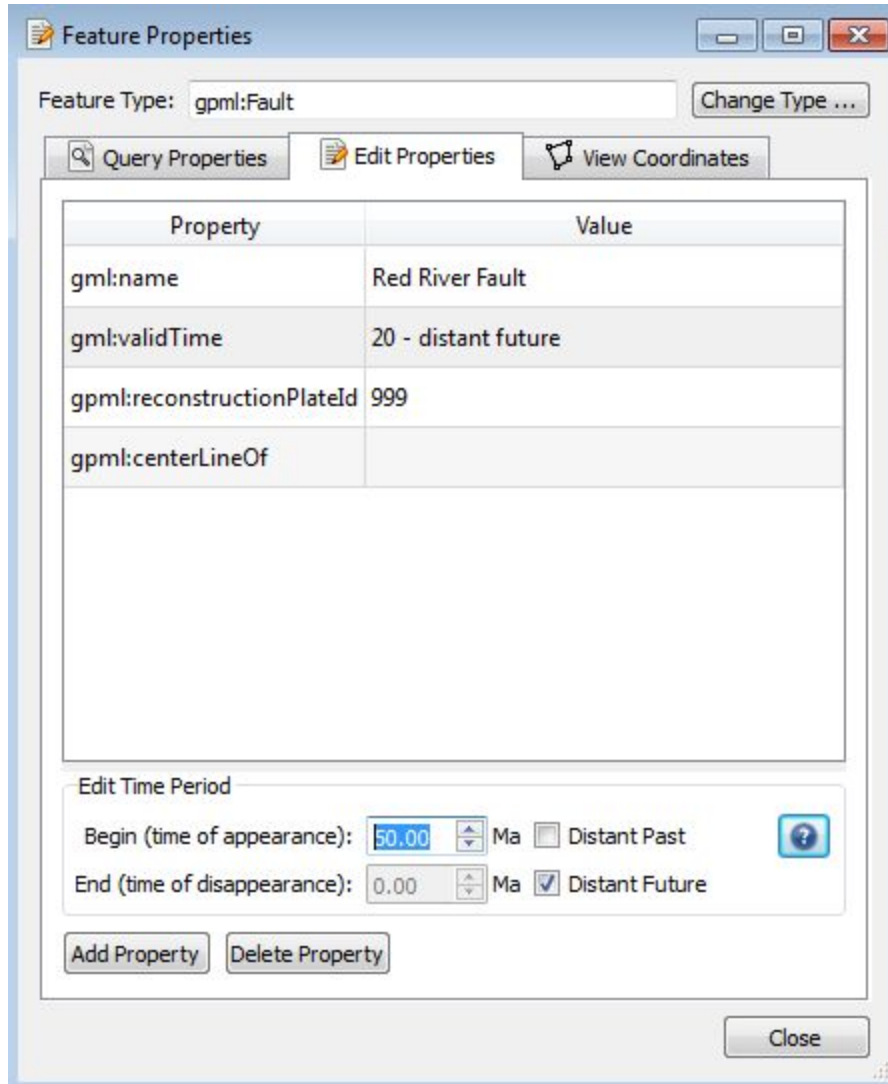 Feature Properties
Feature Type: gpml:Fault Change Type ...
Query Properties Edit Properties View Coordinates
Property Value
gml:name Red River Fault
gml:validTime 20 - distant future
gpml:reconstructionPlateId 999
gpml:centerLineOf
Edit Time Period
Begin (time of appearance): 50.00 Ma Distant Past
End (time of disappearance): 0.00 Ma Distant Future
Add Property Delete Property
Close